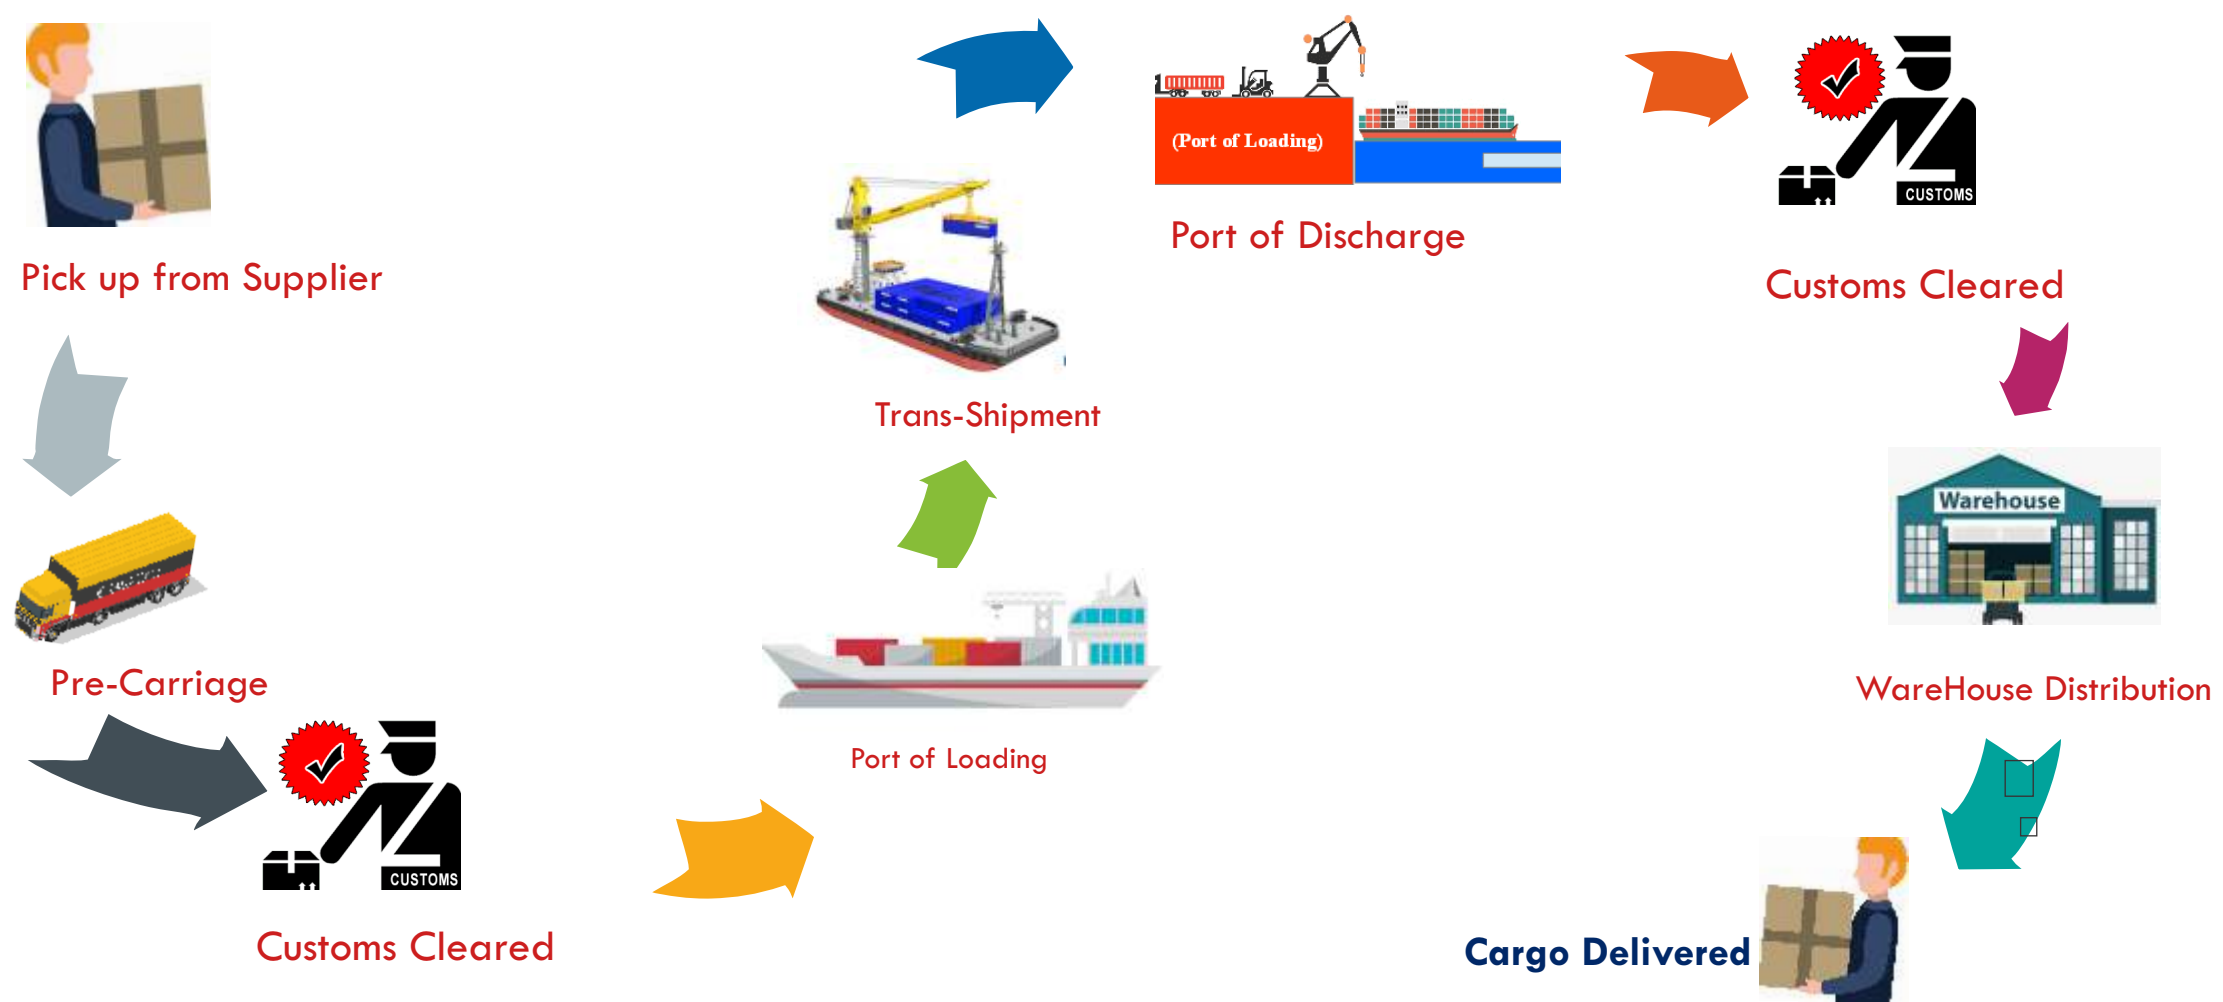 Pick up from Supplier
Pre-Carriage
CUSTOMS
Customs Cleared
Port of Loading
Trans-Shipment
(Port of Loading)
Port of Discharge
CUSTOMS
Customs Cleared
Warehouse
WareHouse Distribution
Cargo Delivered